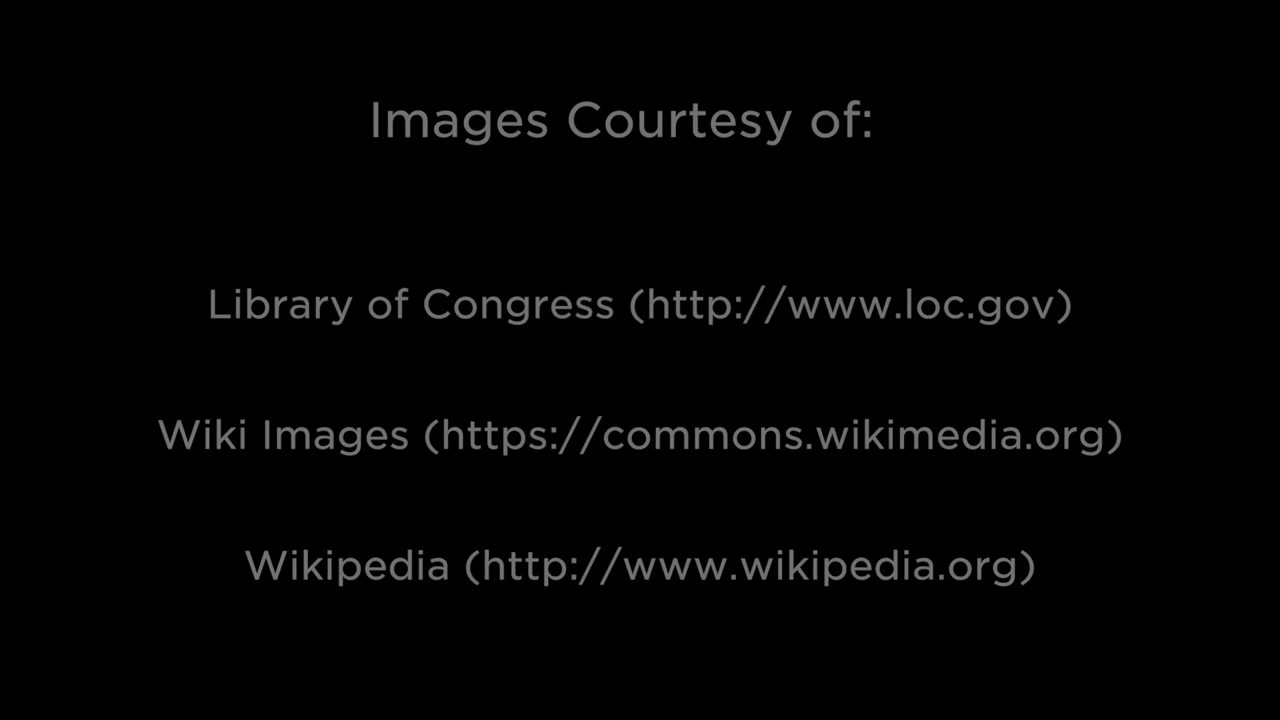 Images Courtesy of:
Library of Congress (http://www.loc.gov)
Wiki Images (https://commons.wikimedia.org)
Wikipedia (http://www.wikipedia.org)